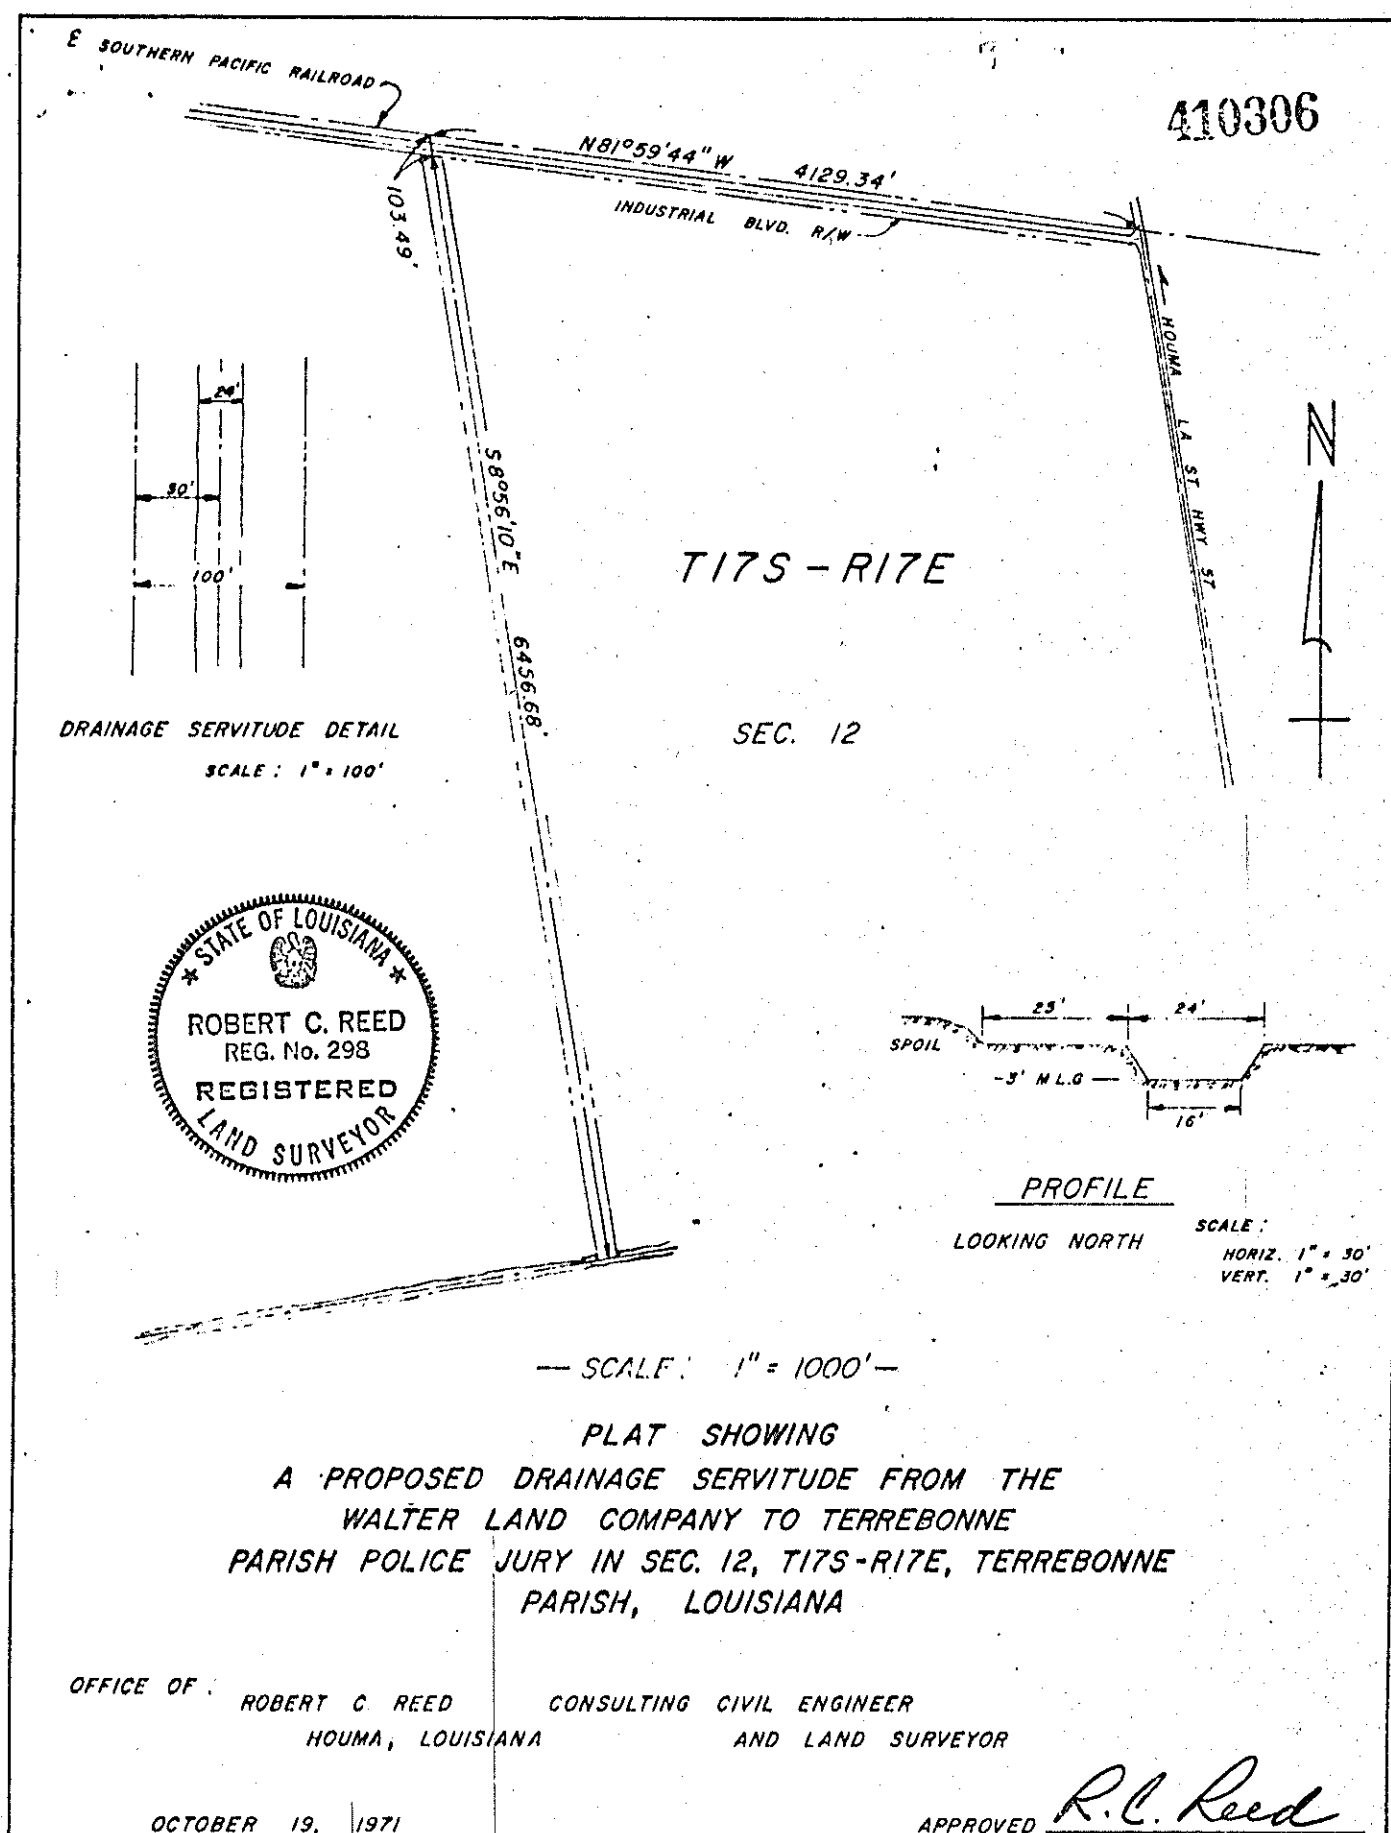 ℄ SOUTHERN PACIFIC RAILROAD
410306
N81°59'44"W 4129.34'
INDUSTRIAL BLVD. R/W
103.49'
HOUMA LA ST HWY 57
24'
50'
100'
S8°56'10"E 6456.68'
N
T17S-R17E
SEC. 12
DRAINAGE SERVITUDE DETAIL
SCALE: 1" = 100'
STATE OF LOUISIANA
ROBERT C. REED
REG. No. 298
REGISTERED
LAND SURVEYOR
25' 24'
SPOIL
-5' M.L.G
16'
PROFILE
LOOKING NORTH
SCALE:
HORIZ. 1" = 30'
VERT. 1" = 30'
— SCALE: 1" = 1000' —
PLAT SHOWING
A PROPOSED DRAINAGE SERVITUDE FROM THE
WALTER LAND COMPANY TO TERREBONNE
PARISH POLICE JURY IN SEC. 12, T17S-R17E, TERREBONNE
PARISH, LOUISIANA
OFFICE OF:
ROBERT C. REED CONSULTING CIVIL ENGINEER
HOUMA, LOUISIANA AND LAND SURVEYOR
OCTOBER 19, 1971 APPROVED R.C. Reed